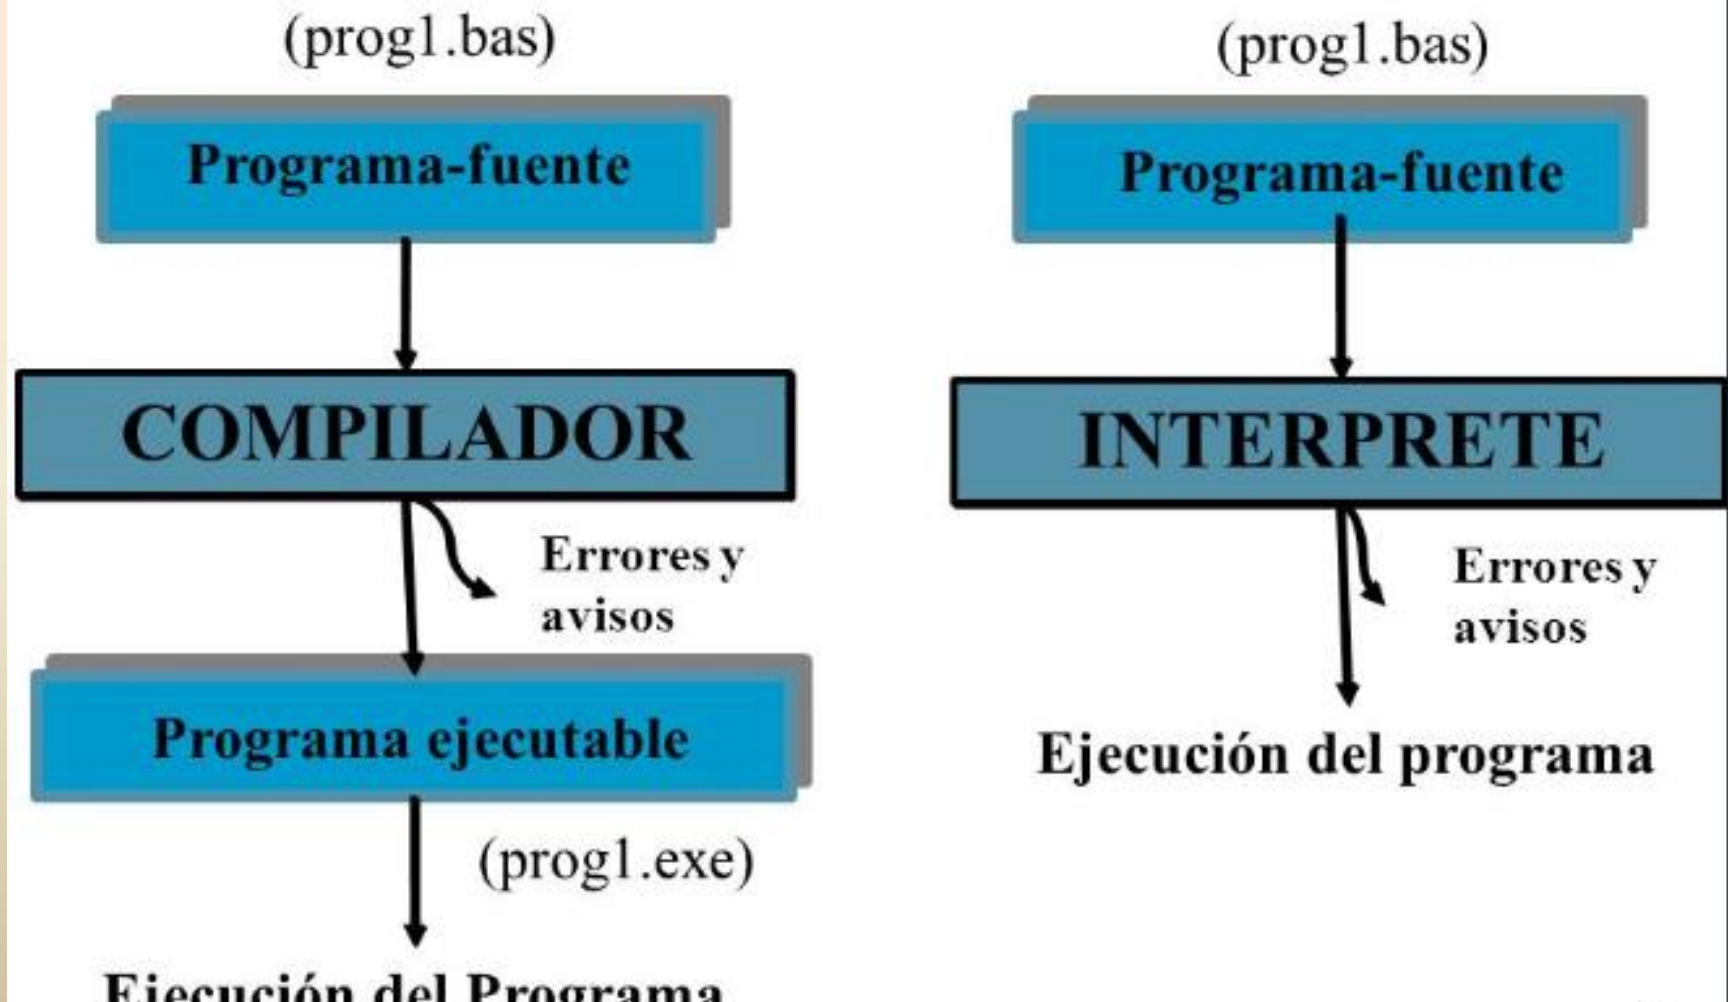 (prog1.bas)
Programa-fuente
COMPILADOR
Errores y
avisos
Programa ejecutable
(prog1.exe)
Ejecución del Programa
(prog1.bas)
Programa-fuente
INTERPRETE
Errores y
avisos
Ejecución del programa